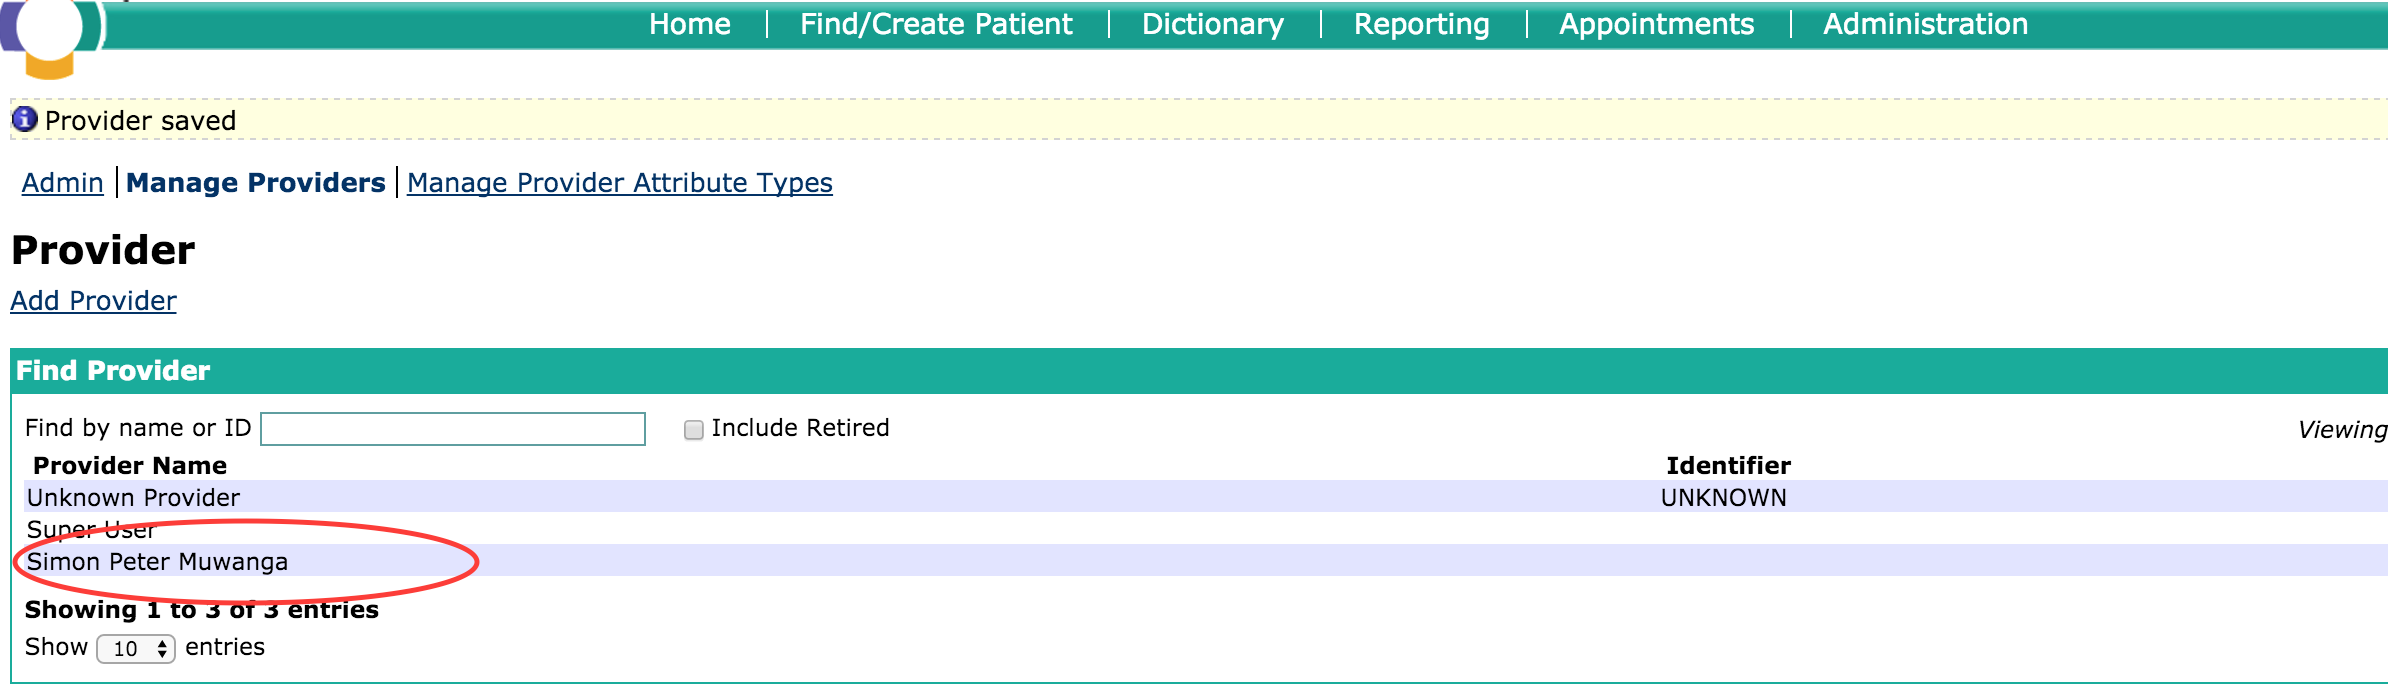 Home Find/Create Patient Dictionary Reporting Appointments Administration
Provider saved
Admin Manage Providers Manage Provider Attribute Types
Provider
Add Provider
Find Provider
Find by name or ID Include Retired Viewing
Provider Name Identifier
Unknown Provider UNKNOWN
Super User
Simon Peter Muwanga
Showing 1 to 3 of 3 entries
Show 10 entries